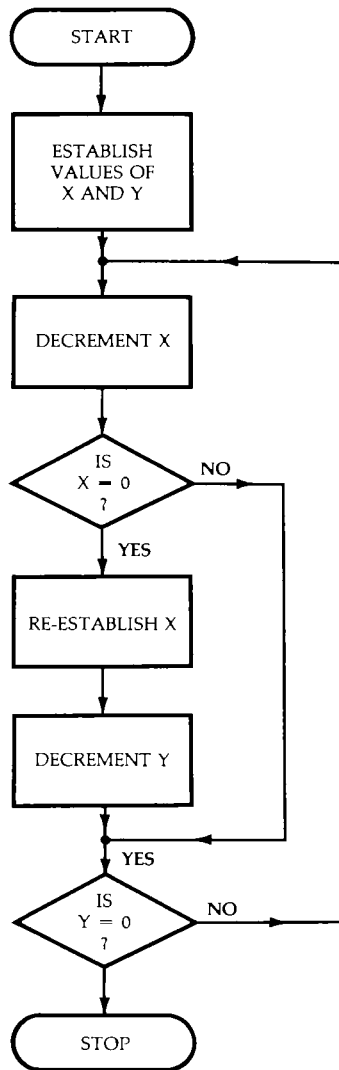 START
ESTABLISH
VALUES OF
X AND Y
DECREMENT X
IS
X = 0
?
NO
YES
RE-ESTABLISH X
DECREMENT Y
YES
IS
Y = 0
?
NO
STOP